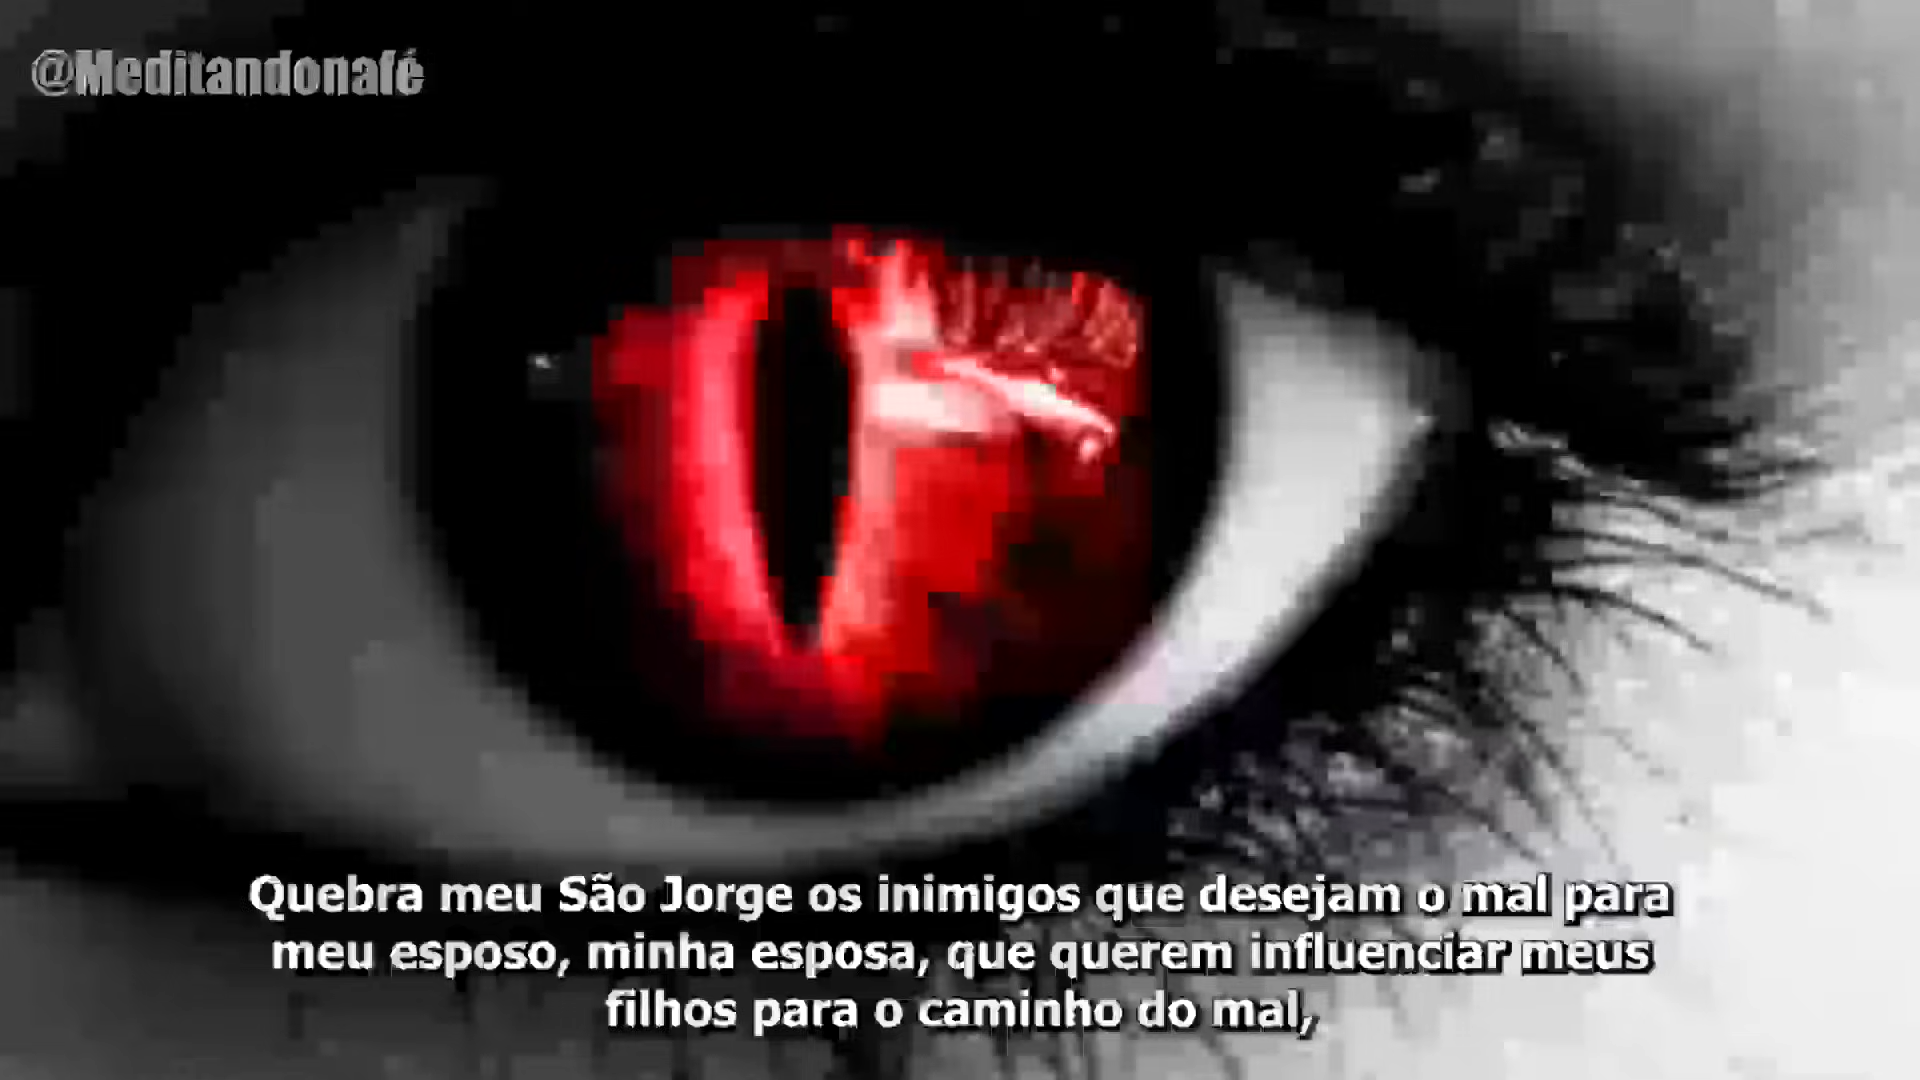 @Meditandonafé
Quebra meu São Jorge os inimigos que desejam o mal para
meu esposo, minha esposa, que querem influenciar meus
filhos para o caminho do mal,